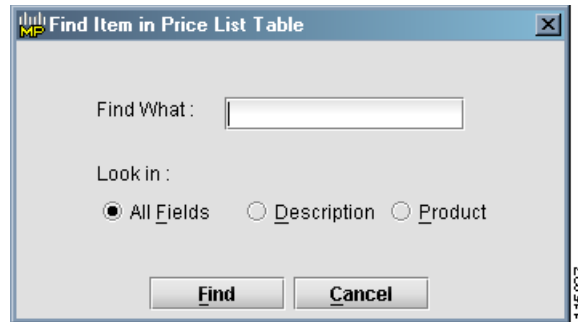 MP Find Item in Price List Table
Find What :
Look in :
All Fields Description Product
Find Cancel